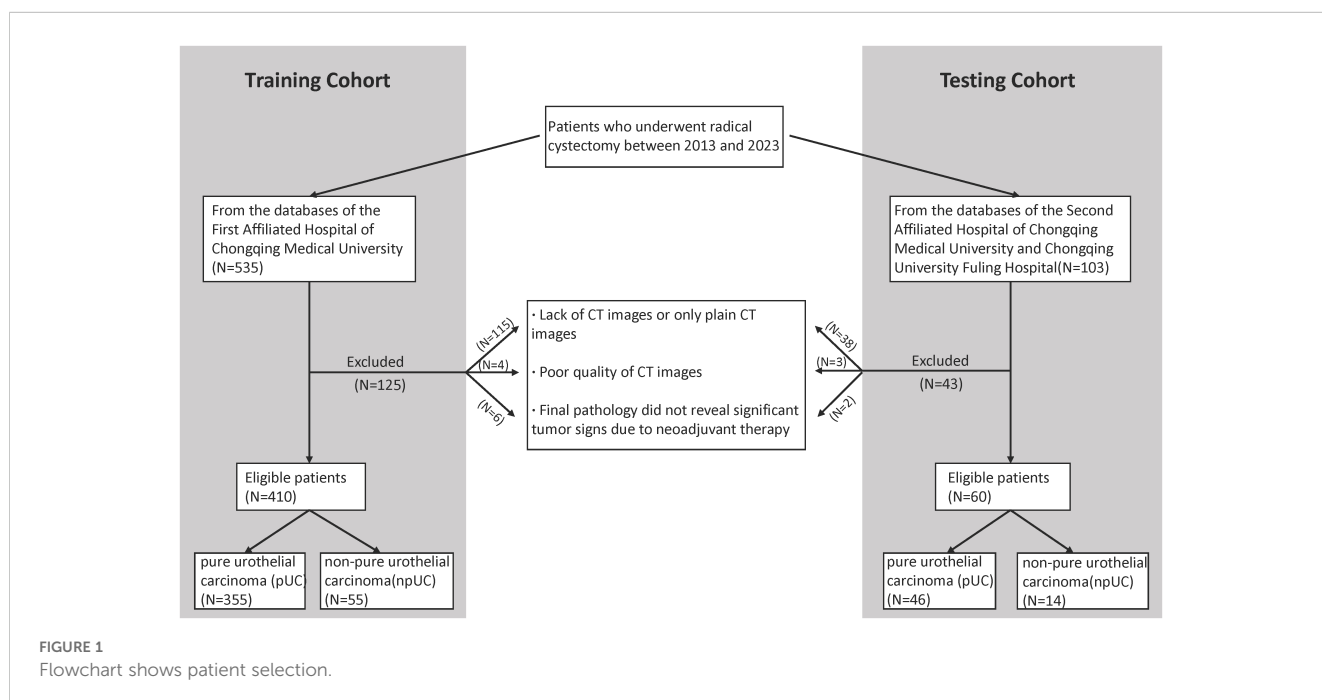 Training Cohort
Testing Cohort
Patients who underwent radical
cystectomy between 2013 and 2023
From the databases of the
First Affiliated Hospital of
Chongqing Medical University
(N=535)
From the databases of the Second
Affiliated Hospital of Chongqing
Medical University and Chongqing
University Fuling Hospital(N=103)
Excluded
(N=125)
(N=115)
(N=4)
(N=6)
· Lack of CT images or only plain CT
images
· Poor quality of CT images
· Final pathology did not reveal significant
tumor signs due to neoadjuvant therapy
(N=38)
(N=3)
(N=2)
Excluded
(N=43)
Eligible patients
(N=410)
Eligible patients
(N=60)
pure urothelial
carcinoma (pUC)
(N=355)
non-pure urothelial
carcinoma(npUC)
(N=55)
pure urothelial
carcinoma (pUC)
(N=46)
non-pure urothelial
carcinoma(npUC)
(N=14)
FIGURE 1
Flowchart shows patient selection.